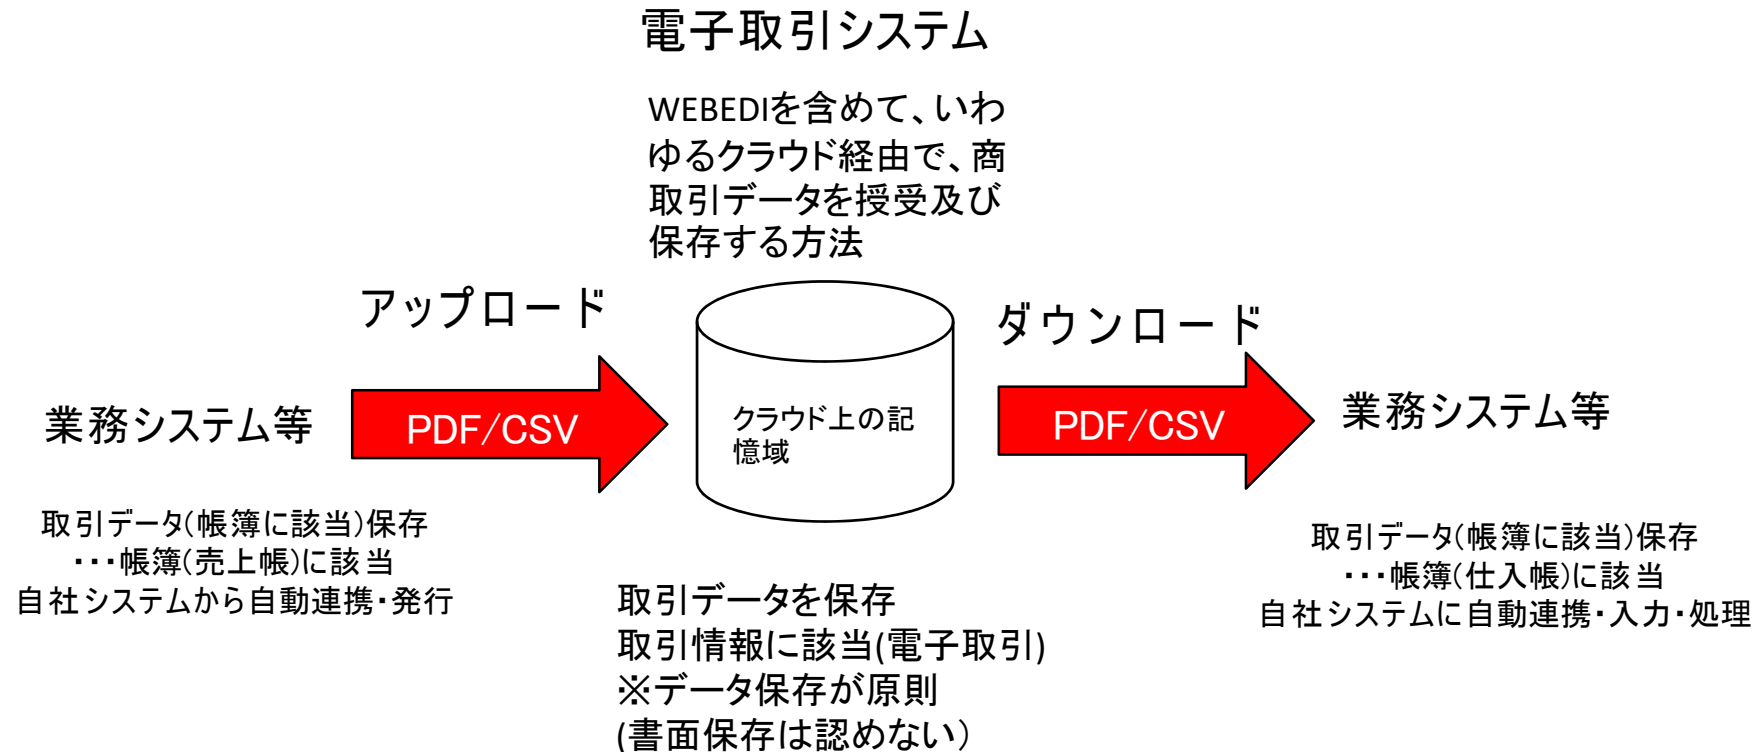 電子取引システム
WEBEDIを含めて、いわ
ゆるクラウド経由で、商
取引データを授受及び
保存する方法
アップロード
ダウンロード
業務システム等
PDF/CSV
クラウド上の記
憶域
PDF/CSV
業務システム等
取引データ(帳簿に該当)保存
・・・帳簿(売上帳)に該当
自社システムから自動連携・発行
取引データを保存
取引情報に該当(電子取引)
※データ保存が原則
(書面保存は認めない)
取引データ(帳簿に該当)保存
・・・帳簿(仕入帳)に該当
自社システムに自動連携・入力・処理